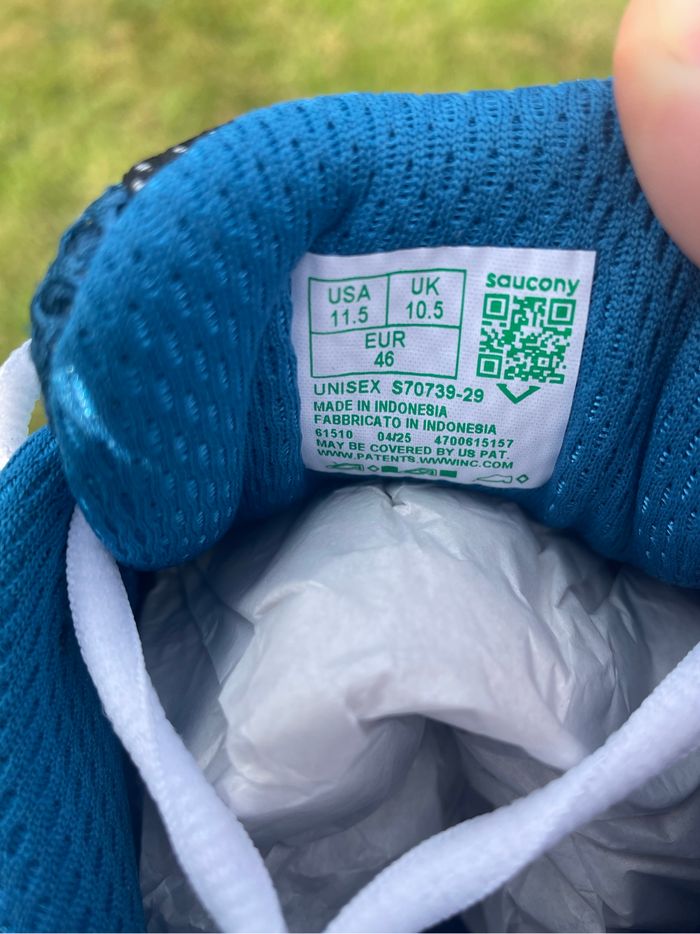 saucony
USA UK
11.5 10.5
EUR
46
UNISEX S70739-29
MADE IN INDONESIA
FABBRICATO IN INDONESIA
61510 04/25 4700615157
MAY BE COVERED BY US PAT.
WWW.PATENTS.WWWINC.COM